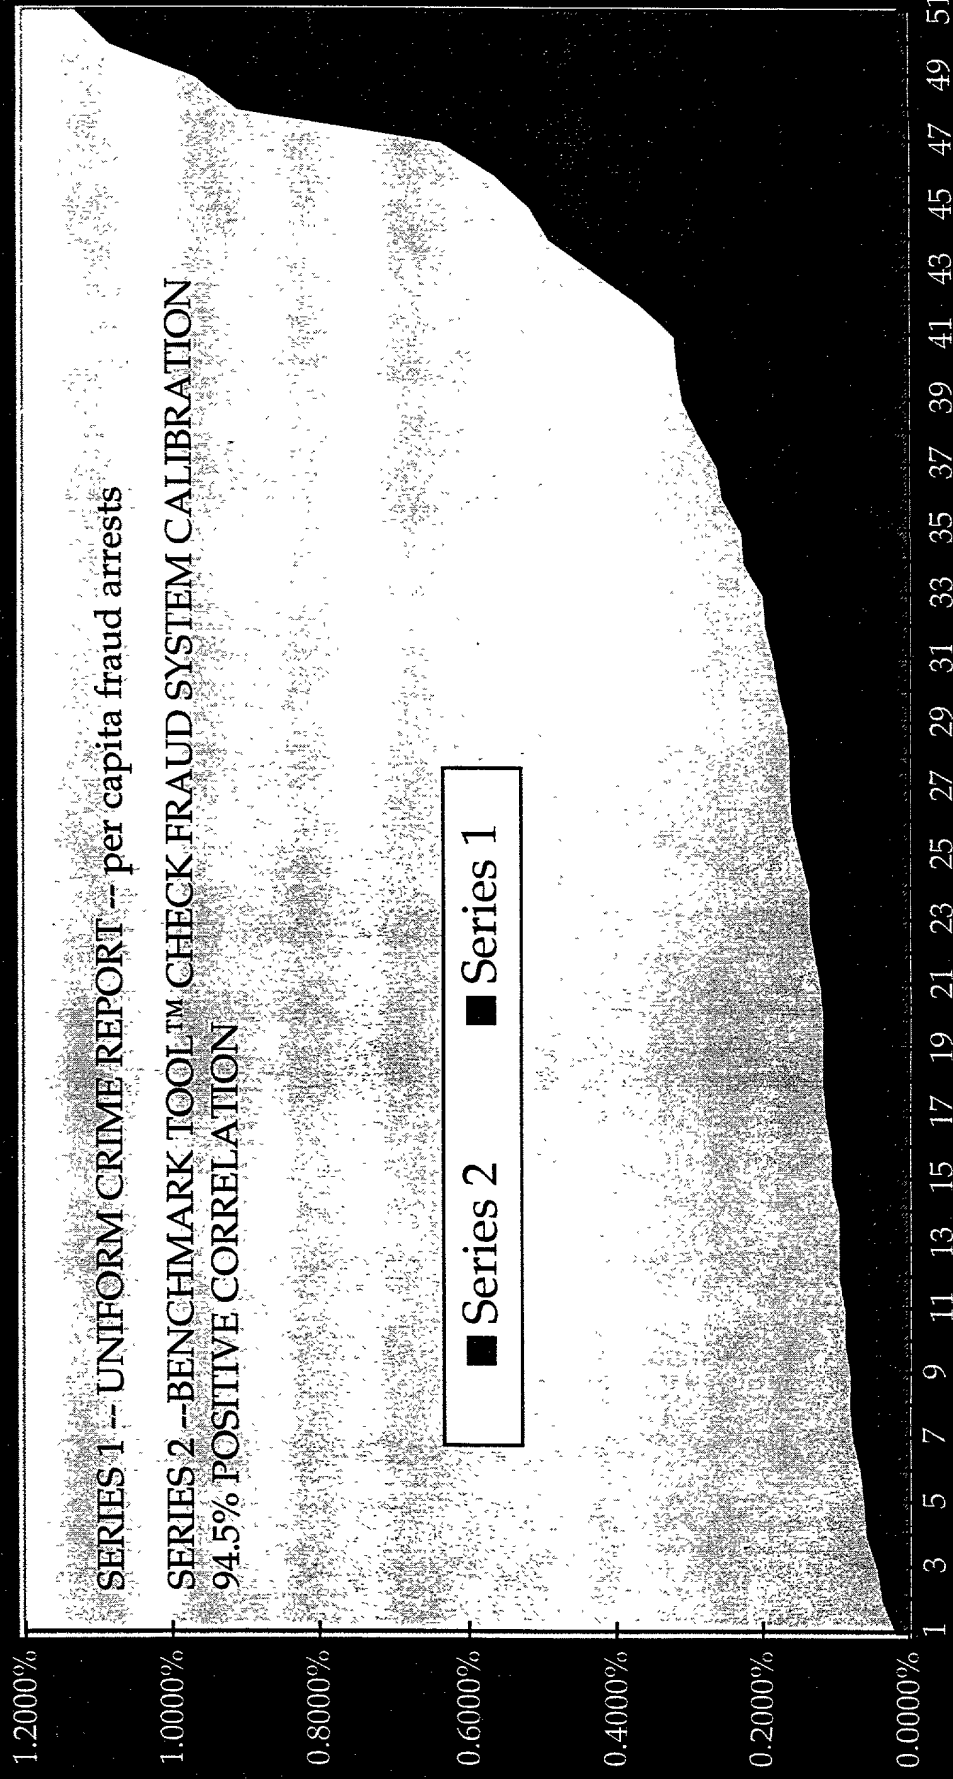 SERIES 1 -- UNIFORM CRIME REPORT -- per capita fraud arrests
SERIES 2 --BENCHMARK TOOL™ CHECK FRAUD SYSTEM CALIBRATION
94.5% POSITIVE CORRELATION
■ Series 2 ■ Series 1
1.2000%
1.0000%
0.8000%
0.6000%
0.4000%
0.2000%
0.0000%
1 3 5 7 9 11 13 15 17 19 21 23 25 27 29 31 33 35 37 39 41 43 45 47 49 51